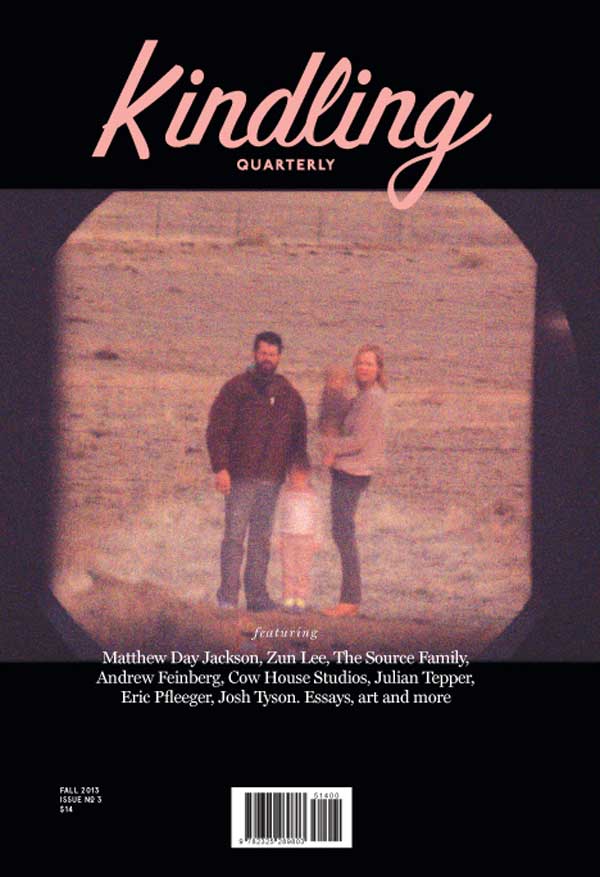 Kindling
QUARTERLY
featuring
Matthew Day Jackson, Zun Lee, The Source Family,
Andrew Feinberg, Cow House Studios, Julian Tepper,
Eric Pfleeger, Josh Tyson. Essays, art and more
FALL 2013
ISSUE Nº 3
$14
51400